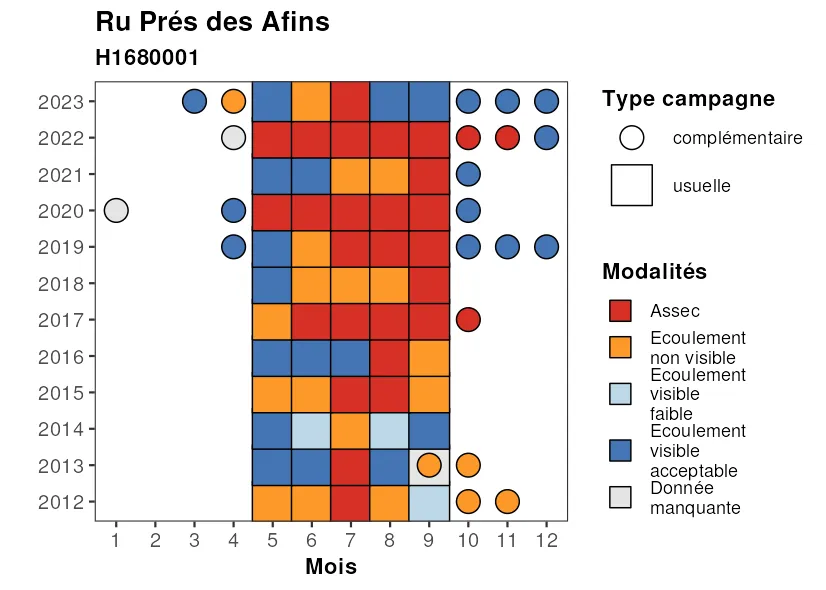 Ru Prés des Afins
H1680001
2023
2022
2021
2020
2019
2018
2017
2016
2015
2014
2013
2012
1 2 3 4 5 6 7 8 9 10 11 12
Mois
Type campagne
complémentaire
usuelle
Modalités
Assec
Ecoulement
non visible
Ecoulement
visible
faible
Ecoulement
visible
acceptable
Donnée
manquante